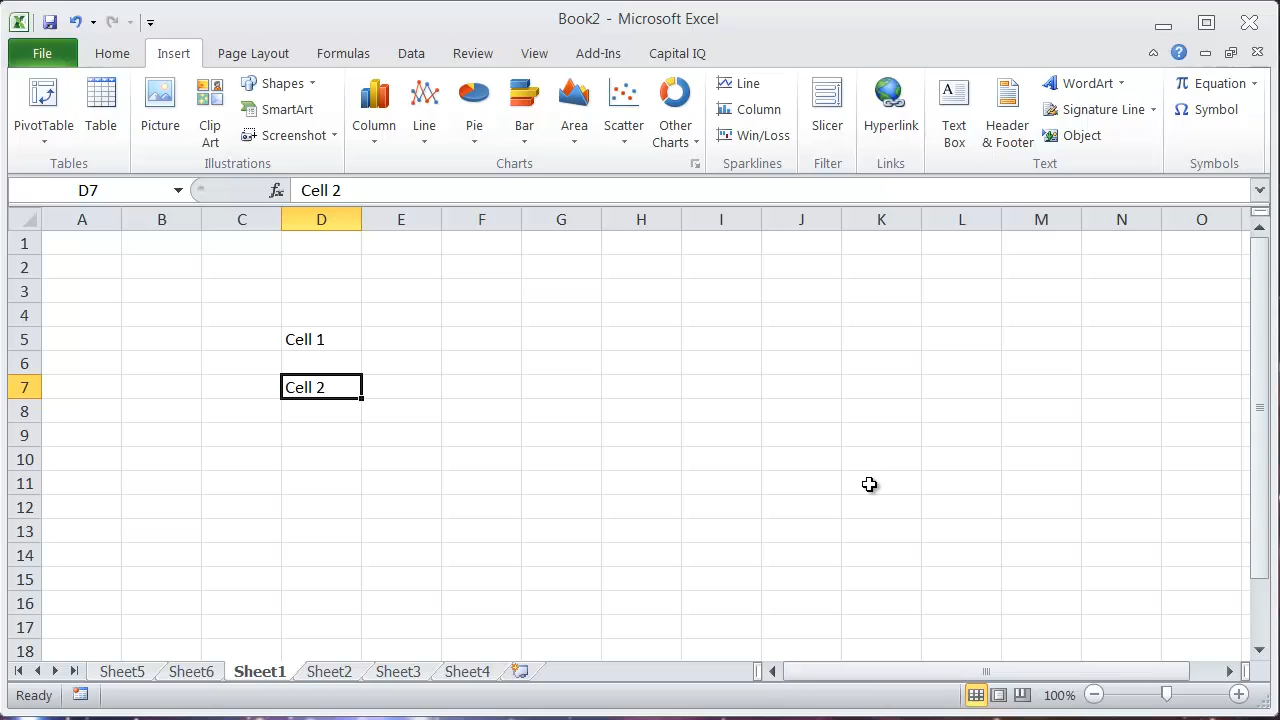 Book2 - Microsoft Excel
File Home Insert Page Layout Formulas Data Review View Add-Ins Capital IQ
PivotTable Table Picture Clip Art Shapes SmartArt Screenshot Column Line Pie Bar Area Scatter Other Charts Line Column Win/Loss Slicer Hyperlink Text Box Header & Footer WordArt Signature Line Object Equation Symbol
Tables Illustrations Charts Sparklines Filter Links Text Symbols
D7 fx Cell 2
A B C D E F G H I J K L M N O
1
2
3
4
5 Cell 1
6
7 Cell 2
8
9
10
11
12
13
14
15
16
17
18
Sheet5 Sheet6 Sheet1 Sheet2 Sheet3 Sheet4
Ready 100%